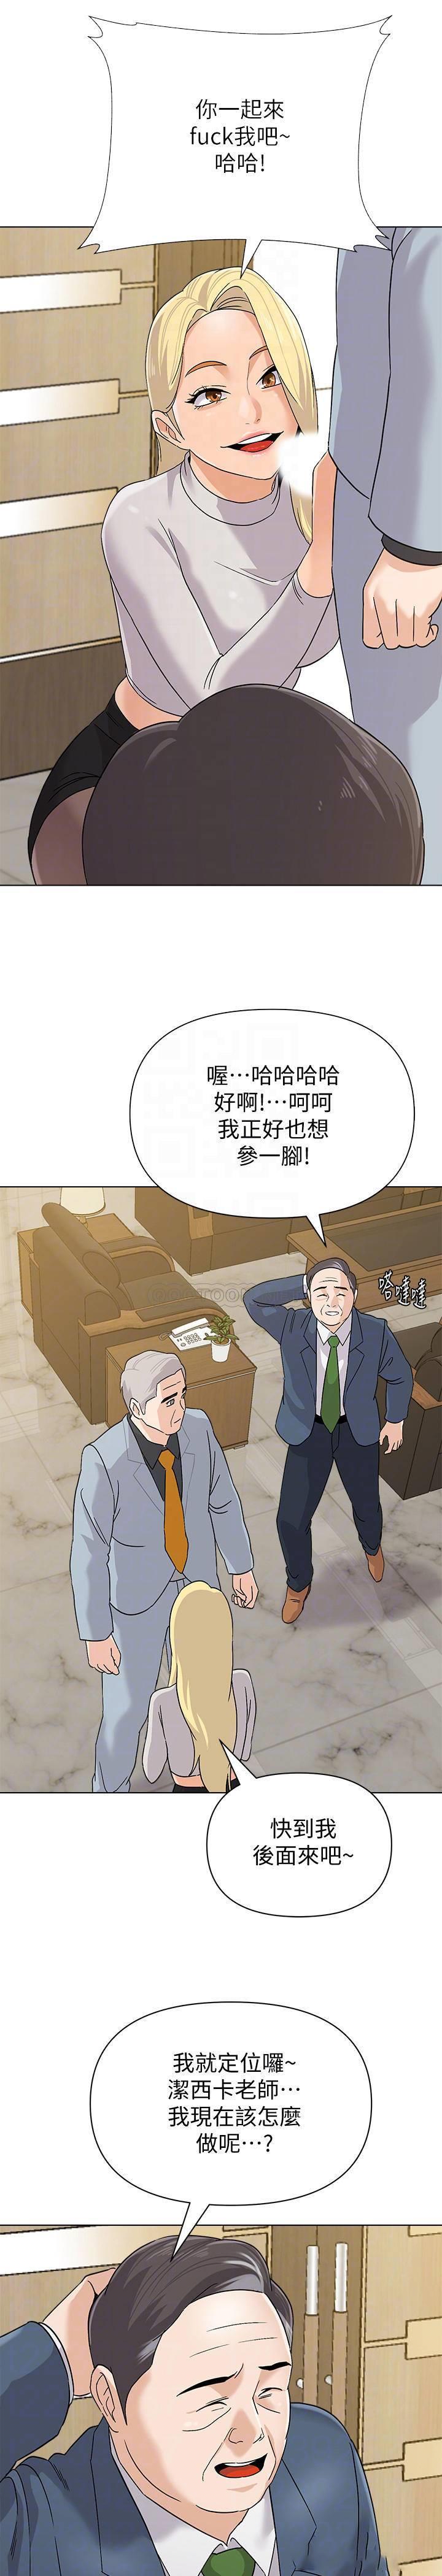 你一起來
fuck我吧~
哈哈!
喔⋯哈哈哈哈
好啊!⋯呵呵
我正好也想
參一腳!
嗒噠噠
快到我
後面來吧~
我就定位囉~
潔西卡老師⋯
我現在該怎麼
做呢⋯?